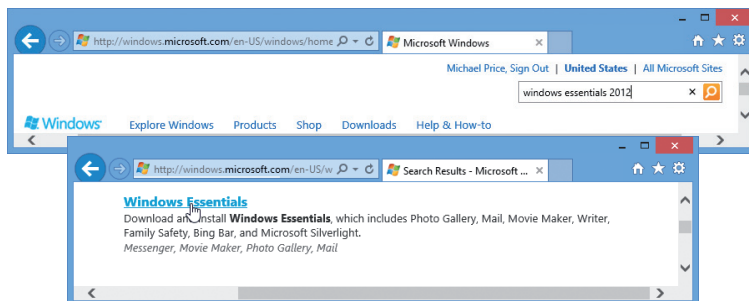 http://windows.microsoft.com/en-US/windows/home
Microsoft Windows
Michael Price, Sign Out | United States | All Microsoft Sites
windows essentials 2012
Windows
Explore Windows Products Shop Downloads Help & How-to
http://windows.microsoft.com/en-US/w
Search Results - Microsoft ...
Windows Essentials
Download and install Windows Essentials, which includes Photo Gallery, Mail, Movie Maker, Writer,
Family Safety, Bing Bar, and Microsoft Silverlight.
Messenger, Movie Maker, Photo Gallery, Mail